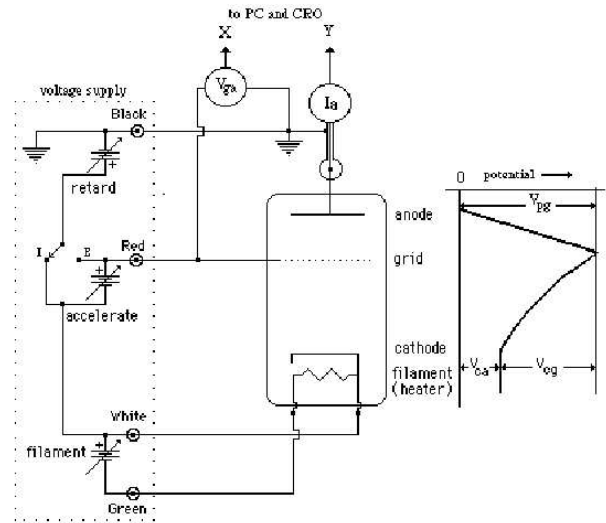 to PC and CRO
X
Y
voltage supply
Vga
Ia
Black
0
potential
retard
anode
Vpg
I
E
Red
grid
accelerate
cathode
Vca
Vcg
filament
(heater)
White
filament
Green